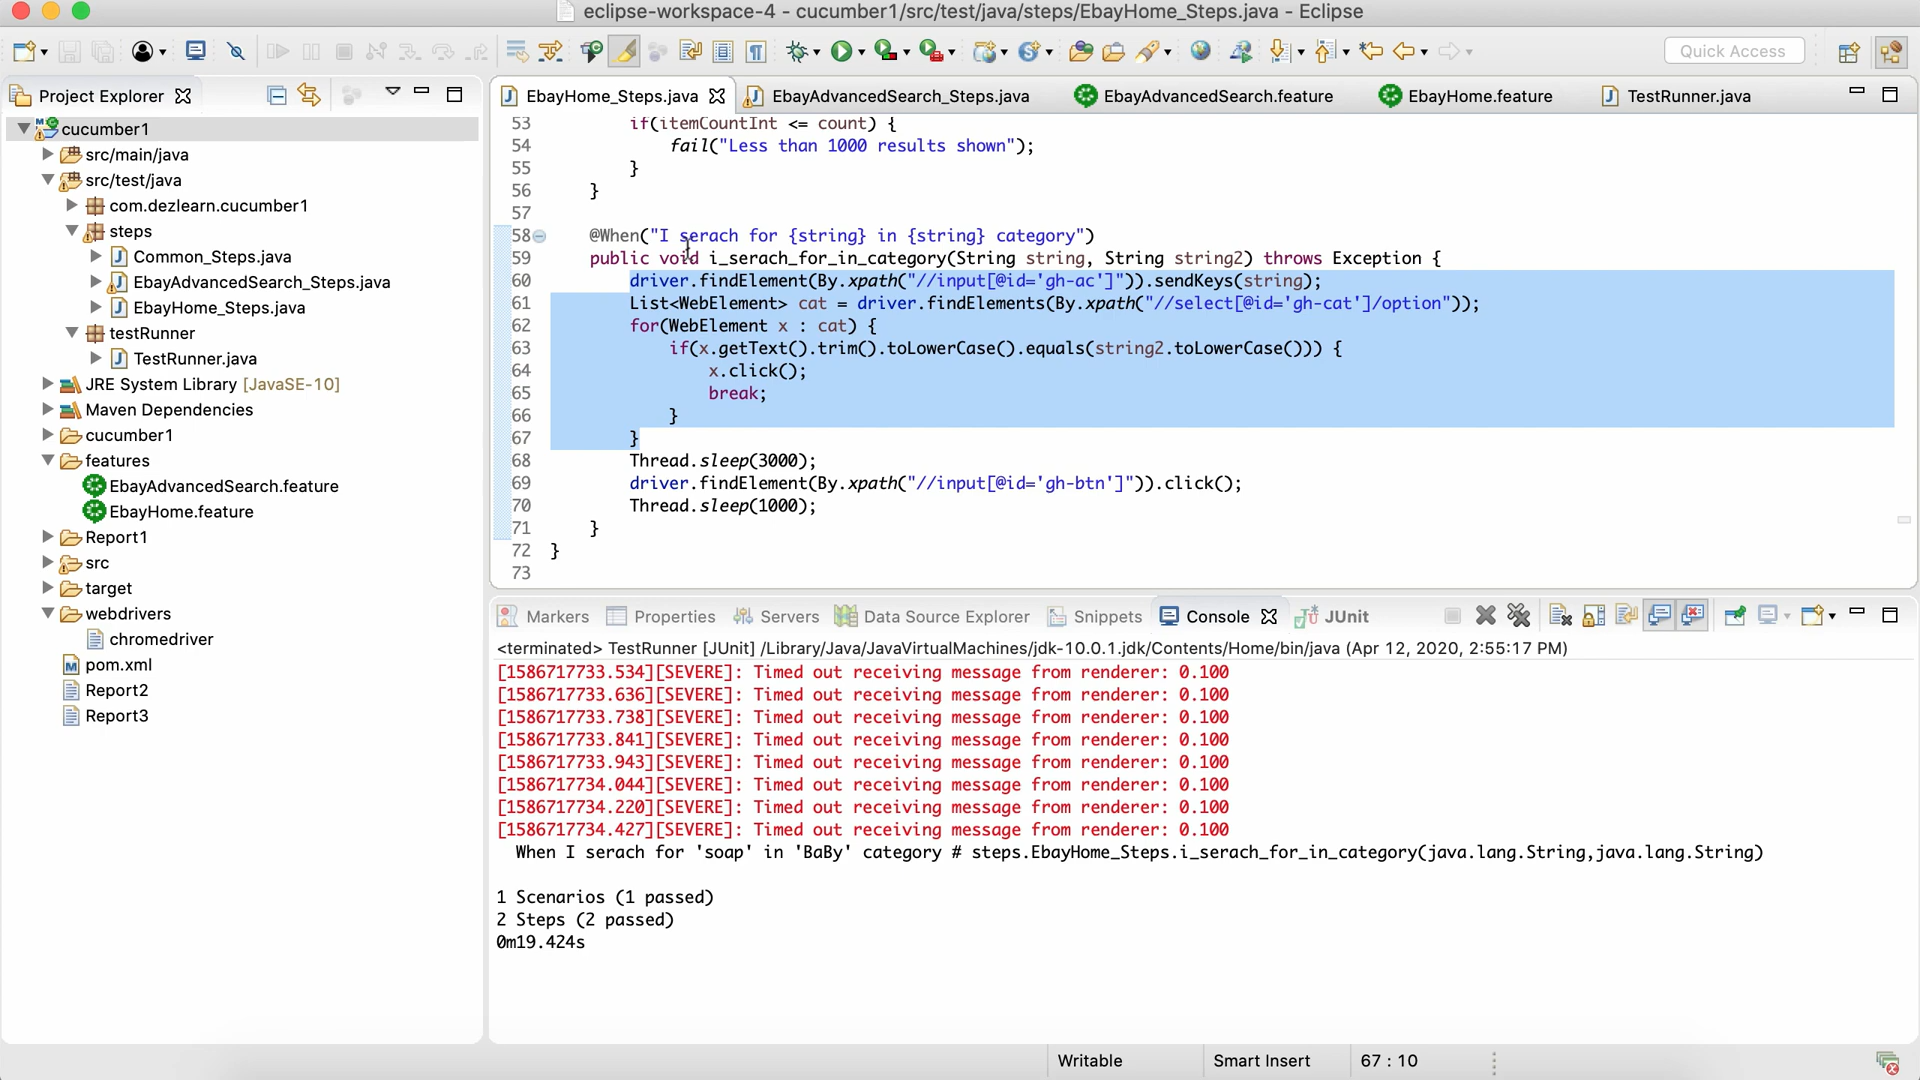 eclipse-workspace-4 - cucumber1/src/test/java/steps/EbayHome_Steps.java - Eclipse
Quick Access
Project Explorer
cucumber1
src/main/java
src/test/java
com.dezlearn.cucumber1
steps
Common_Steps.java
EbayAdvancedSearch_Steps.java
EbayHome_Steps.java
testRunner
TestRunner.java
JRE System Library [JavaSE-10]
Maven Dependencies
cucumber1
features
EbayAdvancedSearch.feature
EbayHome.feature
Report1
src
target
webdrivers
chromedriver
pom.xml
Report2
Report3
EbayHome_Steps.java EbayAdvancedSearch_Steps.java EbayAdvancedSearch.feature EbayHome.feature TestRunner.java
53 if(itemCountInt <= count) {
54 fail("Less than 1000 results shown");
55 }
56 }
57
58 @When("I serach for {string} in {string} category")
59 public void i_serach_for_in_category(String string, String string2) throws Exception {
60 driver.findElement(By.xpath("//input[@id='gh-ac']")).sendKeys(string);
61 List<WebElement> cat = driver.findElements(By.xpath("//select[@id='gh-cat']/option"));
62 for(WebElement x : cat) {
63 if(x.getText().trim().toLowerCase().equals(string2.toLowerCase())) {
64 x.click();
65 break;
66 }
67 }
68 Thread.sleep(3000);
69 driver.findElement(By.xpath("//input[@id='gh-btn']")).click();
70 Thread.sleep(1000);
71 }
72 }
73
Markers Properties Servers Data Source Explorer Snippets Console JUnit
<terminated> TestRunner [JUnit] /Library/Java/JavaVirtualMachines/jdk-10.0.1.jdk/Contents/Home/bin/java (Apr 12, 2020, 2:55:17 PM)
[1586717733.534][SEVERE]: Timed out receiving message from renderer: 0.100
[1586717733.636][SEVERE]: Timed out receiving message from renderer: 0.100
[1586717733.738][SEVERE]: Timed out receiving message from renderer: 0.100
[1586717733.841][SEVERE]: Timed out receiving message from renderer: 0.100
[1586717733.943][SEVERE]: Timed out receiving message from renderer: 0.100
[1586717734.044][SEVERE]: Timed out receiving message from renderer: 0.100
[1586717734.220][SEVERE]: Timed out receiving message from renderer: 0.100
[1586717734.427][SEVERE]: Timed out receiving message from renderer: 0.100
When I serach for 'soap' in 'BaBy' category # steps.EbayHome_Steps.i_serach_for_in_category(java.lang.String,java.lang.String)
1 Scenarios (1 passed)
2 Steps (2 passed)
0m19.424s
Writable Smart Insert 67 : 10